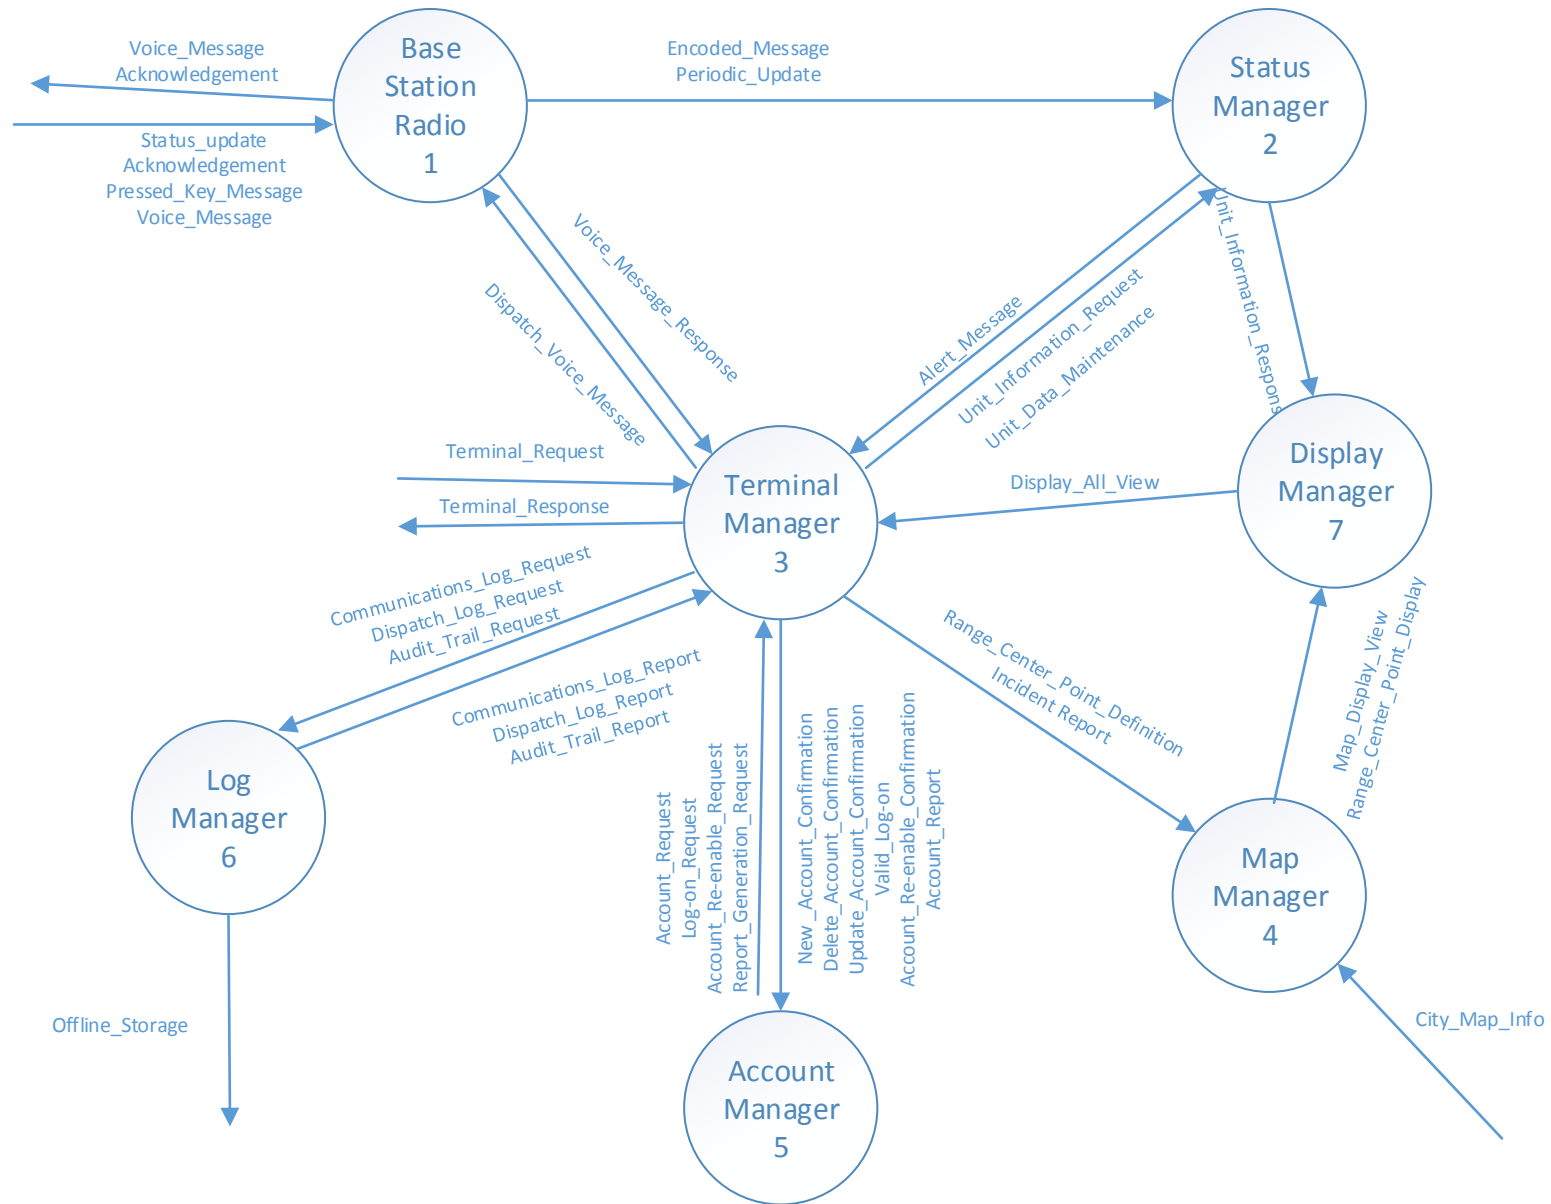 Voice_Message
Acknowledgement
Base
Station
Radio
1
Encoded_Message
Periodic_Update
Status
Manager
2
Status_update
Acknowledgement
Pressed_Key_Message
Voice_Message
Voice_Message_Response
Dispatch_Voice_Message
Alert_Message
Unit_Information_Request
Unit_Data_Maintenance
Unit_Information_Respons
Terminal_Request
Terminal_Response
Terminal
Manager
3
Display_All_View
Display
Manager
7
Communications_Log_Request
Dispatch_Log_Request
Audit_Trail_Request
Communications_Log_Report
Dispatch_Log_Report
Audit_Trail_Report
Range_Center_Point_Definition
Incident Report
Map_Display_View
Range_Center_Point_Display
Log
Manager
6
Account_Request
Log-on_Request
Account_Re-enable_Request
Report_Generation_Request
New_Account_Confirmation
Delete_Account_Confirmation
Update_Account_Confirmation
Valid_Log-on
Account_Re-enable_Confirmation
Account_Report
Map
Manager
4
Offline_Storage
City_Map_Info
Account
Manager
5